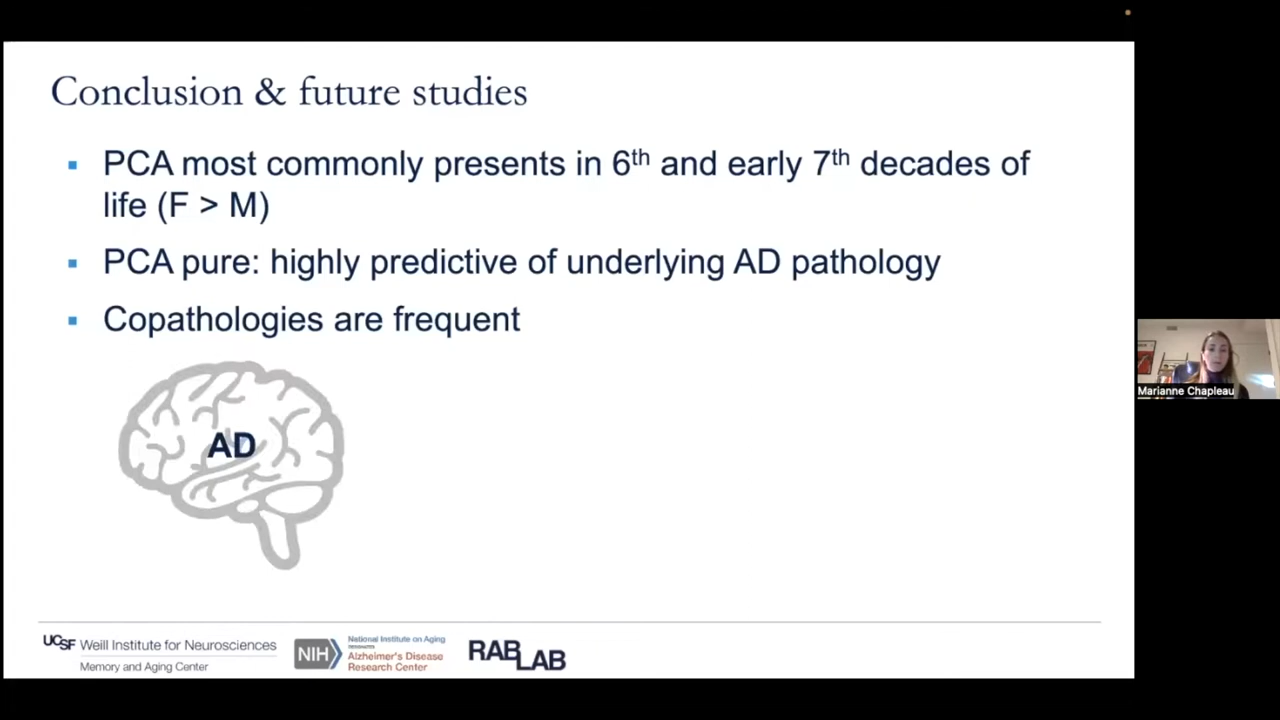 Conclusion & future studies
▪ PCA most commonly presents in 6th and early 7th decades of
life (F > M)
▪ PCA pure: highly predictive of underlying AD pathology
▪ Copathologies are frequent
AD
Marianne Chapleau
UCSF Weill Institute for Neurosciences
Memory and Aging Center
NIH
National Institute on Aging
Alzheimer's Disease
Research Center
RABLAB